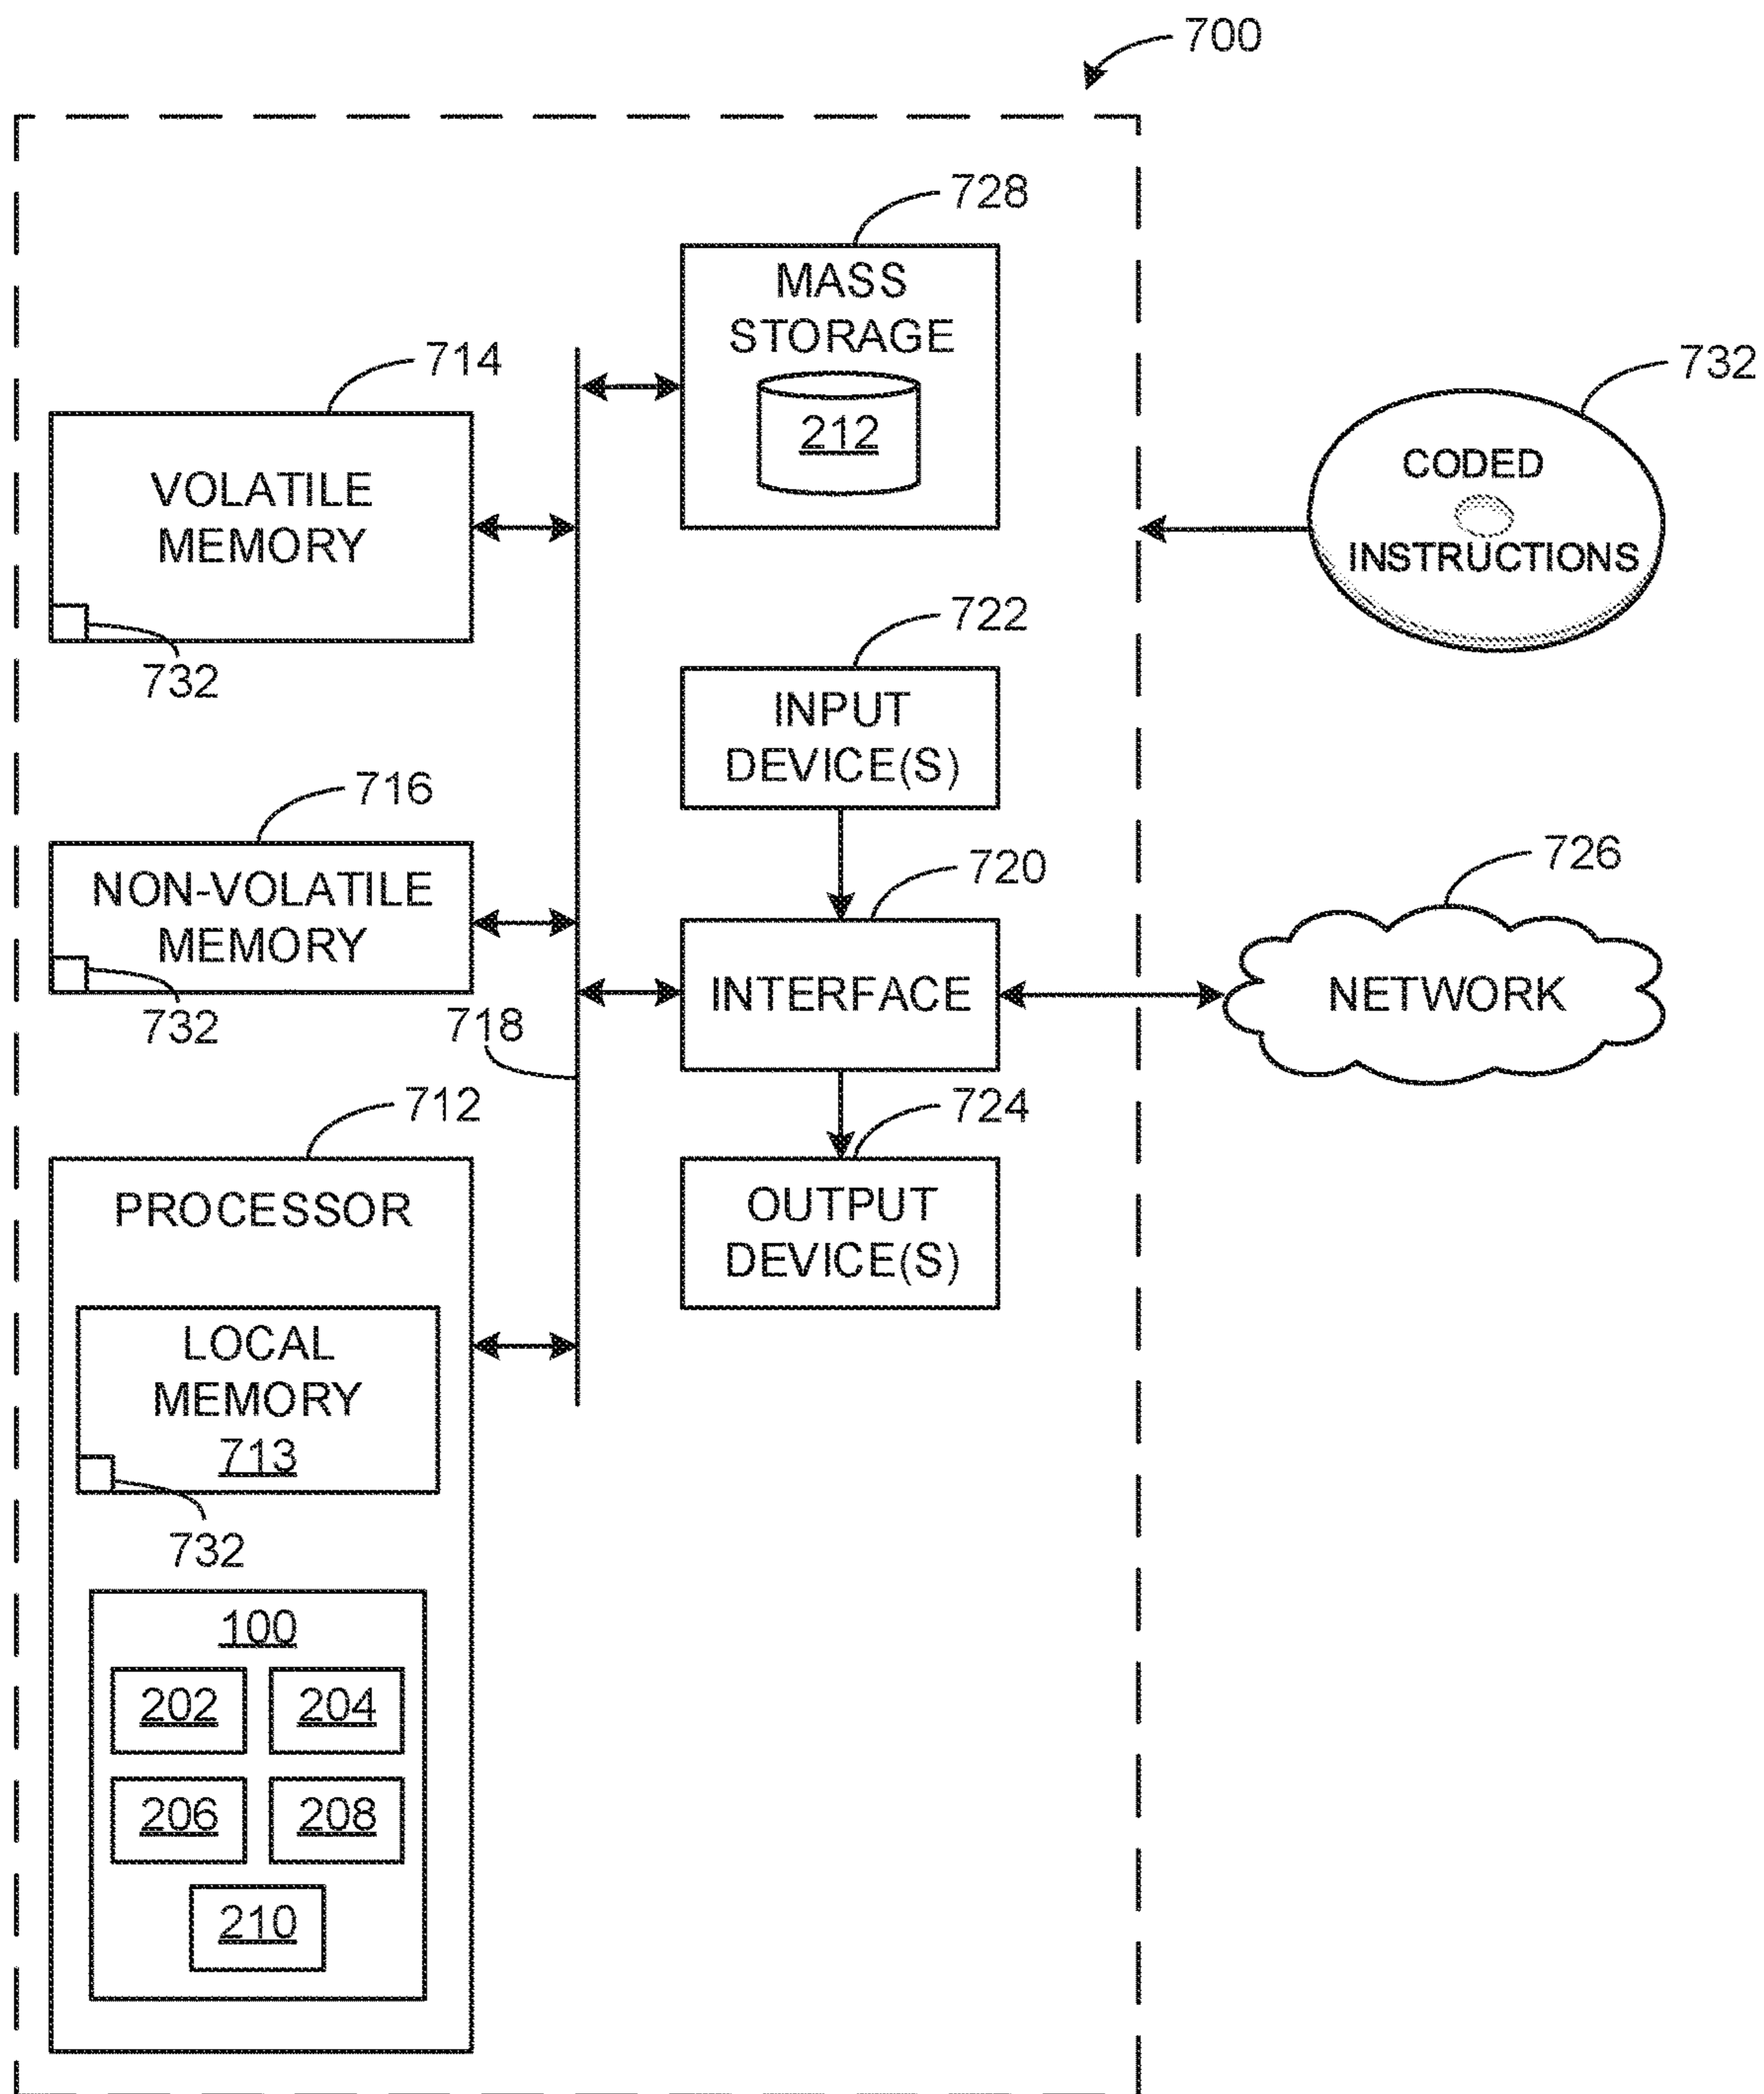 700
728
MASS
STORAGE
212
714
VOLATILE
MEMORY
732
732
CODED
INSTRUCTIONS
722
INPUT
DEVICE(S)
716
NON-VOLATILE
MEMORY
732
718
720
INTERFACE
726
NETWORK
712
PROCESSOR
LOCAL
MEMORY
713
732
724
OUTPUT
DEVICE(S)
100
202 204
206 208
210